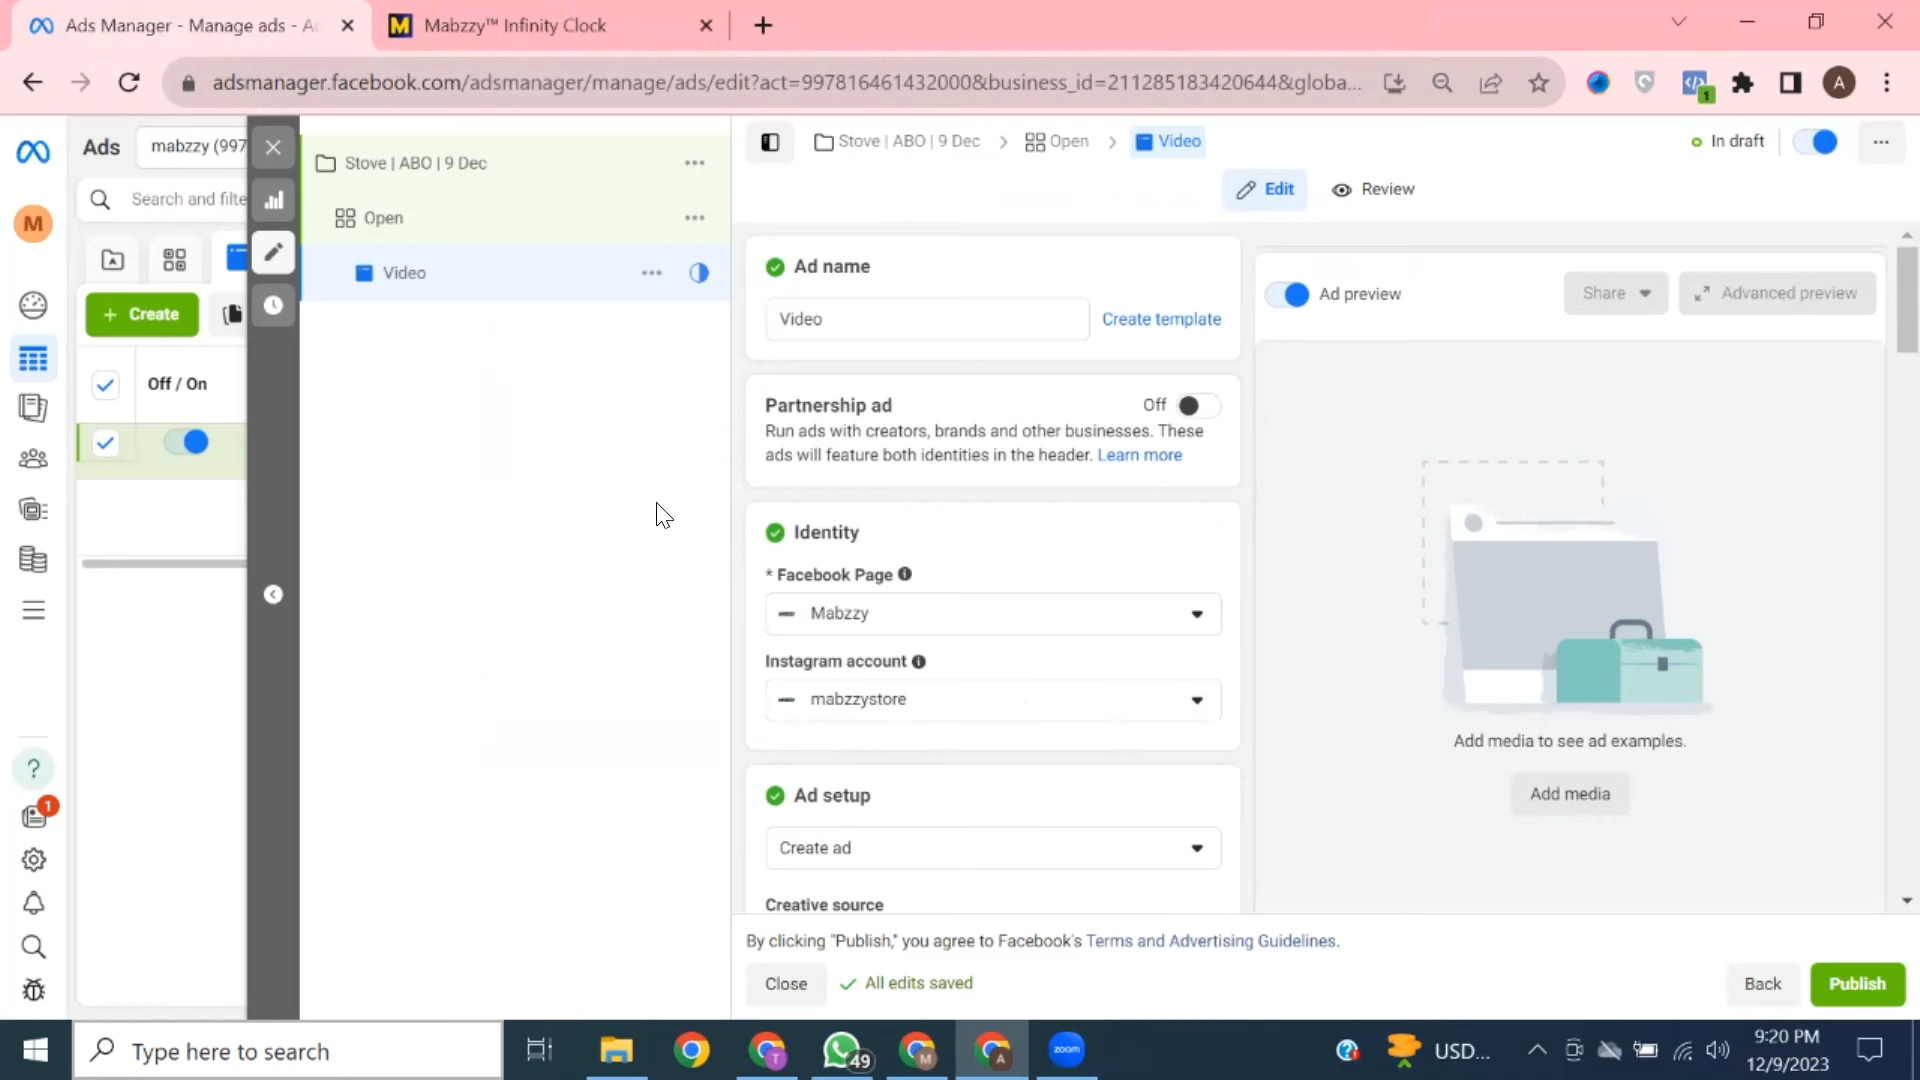 Ads Manager - Manage ads - A
Mabzzy™ Infinity Clock
adsmanager.facebook.com/adsmanager/manage/ads/edit?act=997816461432000&business_id=211285183420644&globa...
1
A
Ads
mabzzy (997
Search and filte
M
Create
Off / On
?
1
Stove | ABO | 9 Dec
Open
Video
Stove | ABO | 9 Dec
Open
Video
In draft
Edit
Review
Ad name
Video
Create template
Partnership ad
Off
Run ads with creators, brands and other businesses. These
ads will feature both identities in the header. Learn more
Identity
* Facebook Page
Mabzzy
Instagram account
mabzzystore
Ad setup
Create ad
Creative source
Ad preview
Share
Advanced preview
Add media to see ad examples.
Add media
By clicking "Publish," you agree to Facebook's Terms and Advertising Guidelines.
Close
All edits saved
Back
Publish
Type here to search
T
49
M
A
zoom
USD...
9:20 PM
12/9/2023